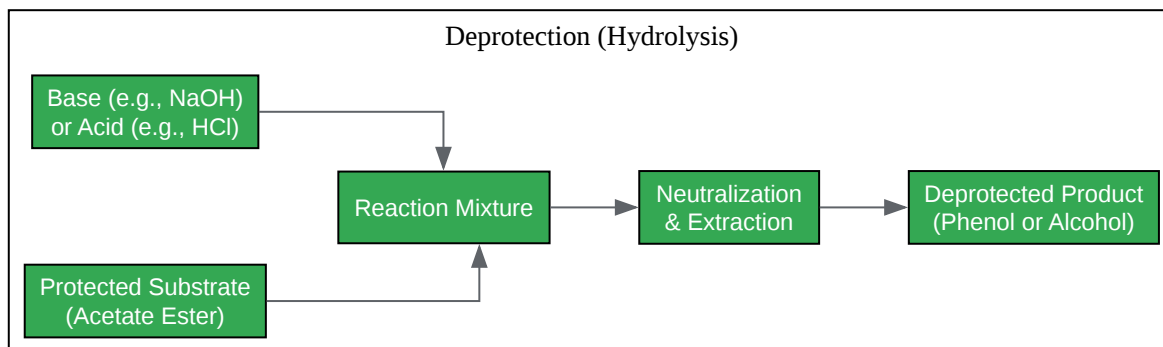 Deprotection (Hydrolysis)
Base (e.g., NaOH)
or Acid (e.g., HCl)
Reaction Mixture
Neutralization
& Extraction
Deprotected Product
(Phenol or Alcohol)
Protected Substrate
(Acetate Ester)